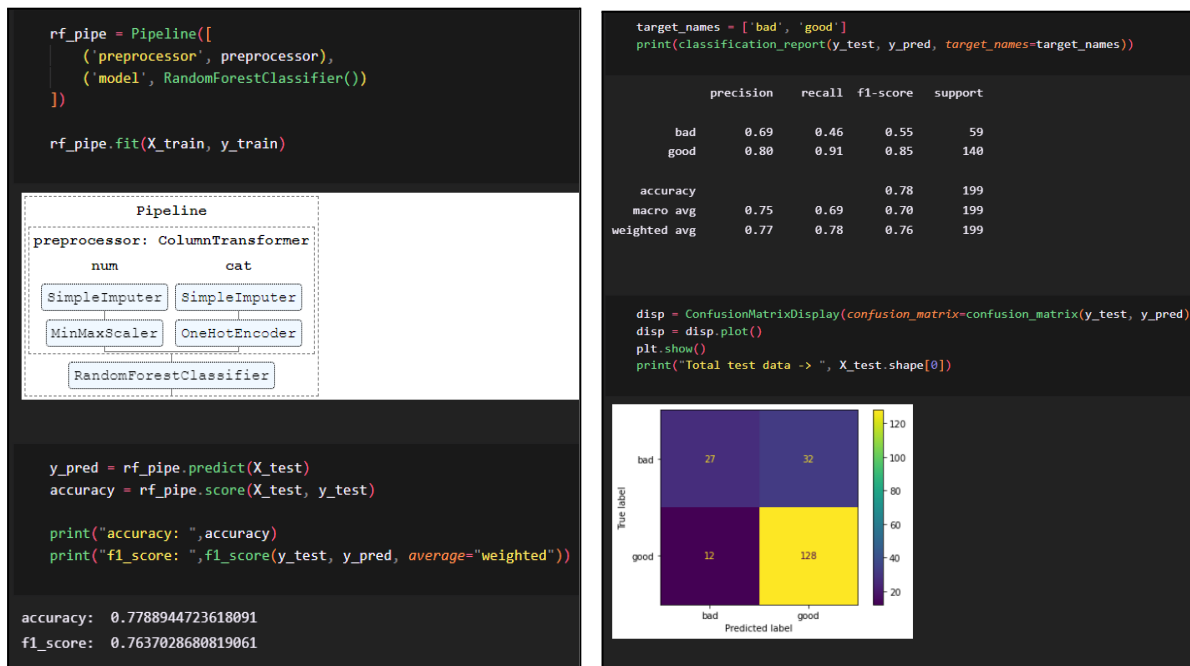 rf_pipe = Pipeline([
('preprocessor', preprocessor),
('model', RandomForestClassifier())
])
rf_pipe.fit(X_train, y_train)
Pipeline
preprocessor: ColumnTransformer
num cat
SimpleImputer SimpleImputer
MinMaxScaler OneHotEncoder
RandomForestClassifier
y_pred = rf_pipe.predict(X_test)
accuracy = rf_pipe.score(X_test, y_test)
print("accuracy: ",accuracy)
print("f1_score: ",f1_score(y_test, y_pred, average="weighted"))
accuracy: 0.7788944723618091
f1_score: 0.7637028680819061
target_names = ['bad', 'good']
print(classification_report(y_test, y_pred, target_names=target_names))
precision recall f1-score support
bad 0.69 0.46 0.55 59
good 0.80 0.91 0.85 140
accuracy 0.78 199
macro avg 0.75 0.69 0.70 199
weighted avg 0.77 0.78 0.76 199
disp = ConfusionMatrixDisplay(confusion_matrix=confusion_matrix(y_test, y_pred)
disp = disp.plot()
plt.show()
print("Total test data -> ", X_test.shape[0])
True label
bad 27 32
good 12 128
bad good
Predicted label
120
100
80
60
40
20